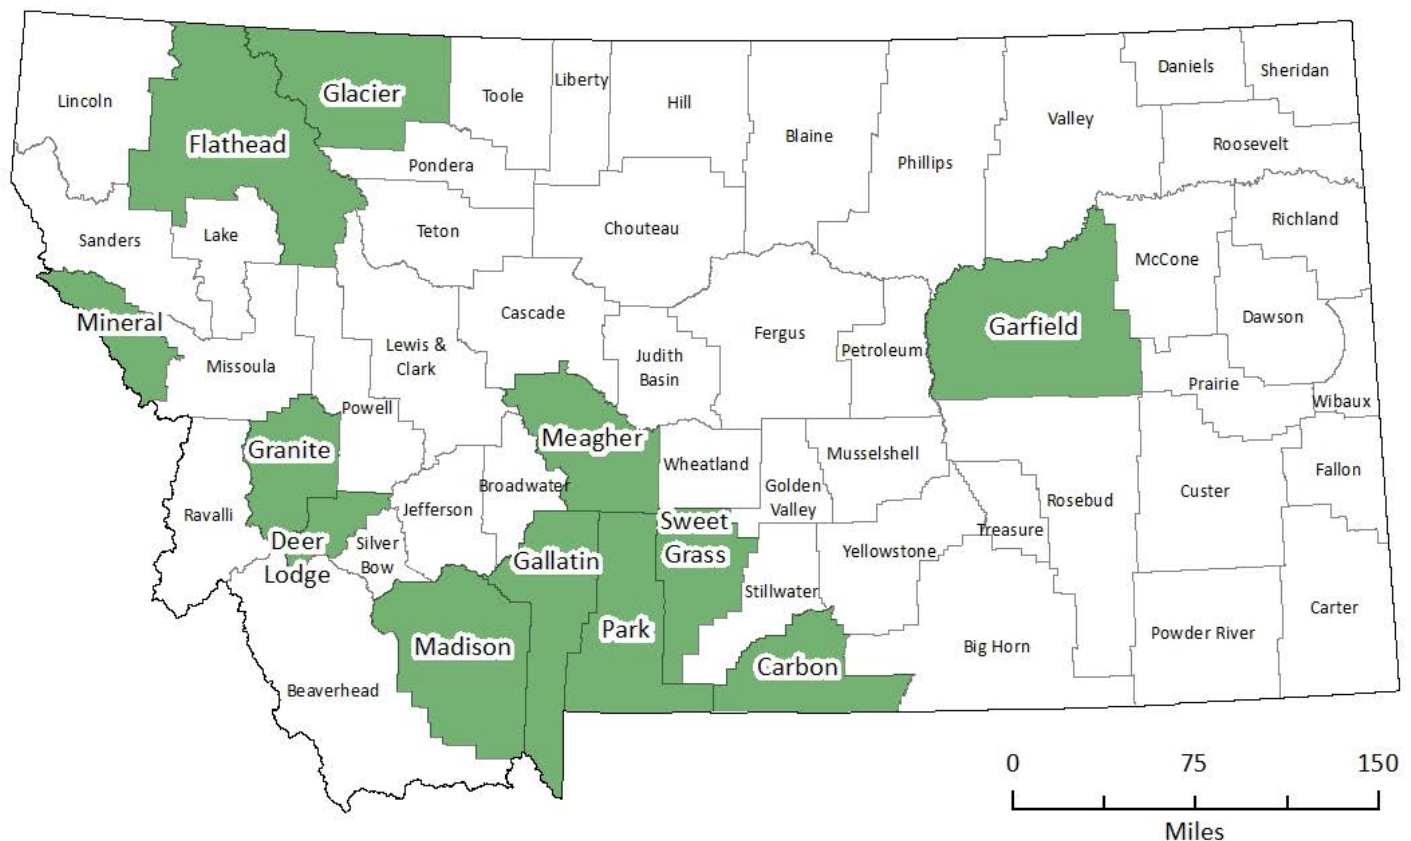 Lincoln
Glacier
Flathead
Toole
Liberty
Hill
Blaine
Phillips
Valley
Daniels
Sheridan
Roosevelt
Pondera
Sanders
Lake
Teton
Chouteau
Richland
McCone
Mineral
Missoula
Lewis &
Clark
Cascade
Judith
Basin
Fergus
Petroleum
Garfield
Dawson
Prairie
Wibaux
Powell
Granite
Meagher
Wheatland
Golden
Valley
Musselshell
Rosebud
Custer
Fallon
Ravalli
Broadwater
Jefferson
Deer
Lodge
Silver
Bow
Gallatin
Sweet
Grass
Yellowstone
Treasure
Stillwater
Park
Madison
Carbon
Beaverhead
Big Horn
Powder River
Carter
0 75 150
Miles